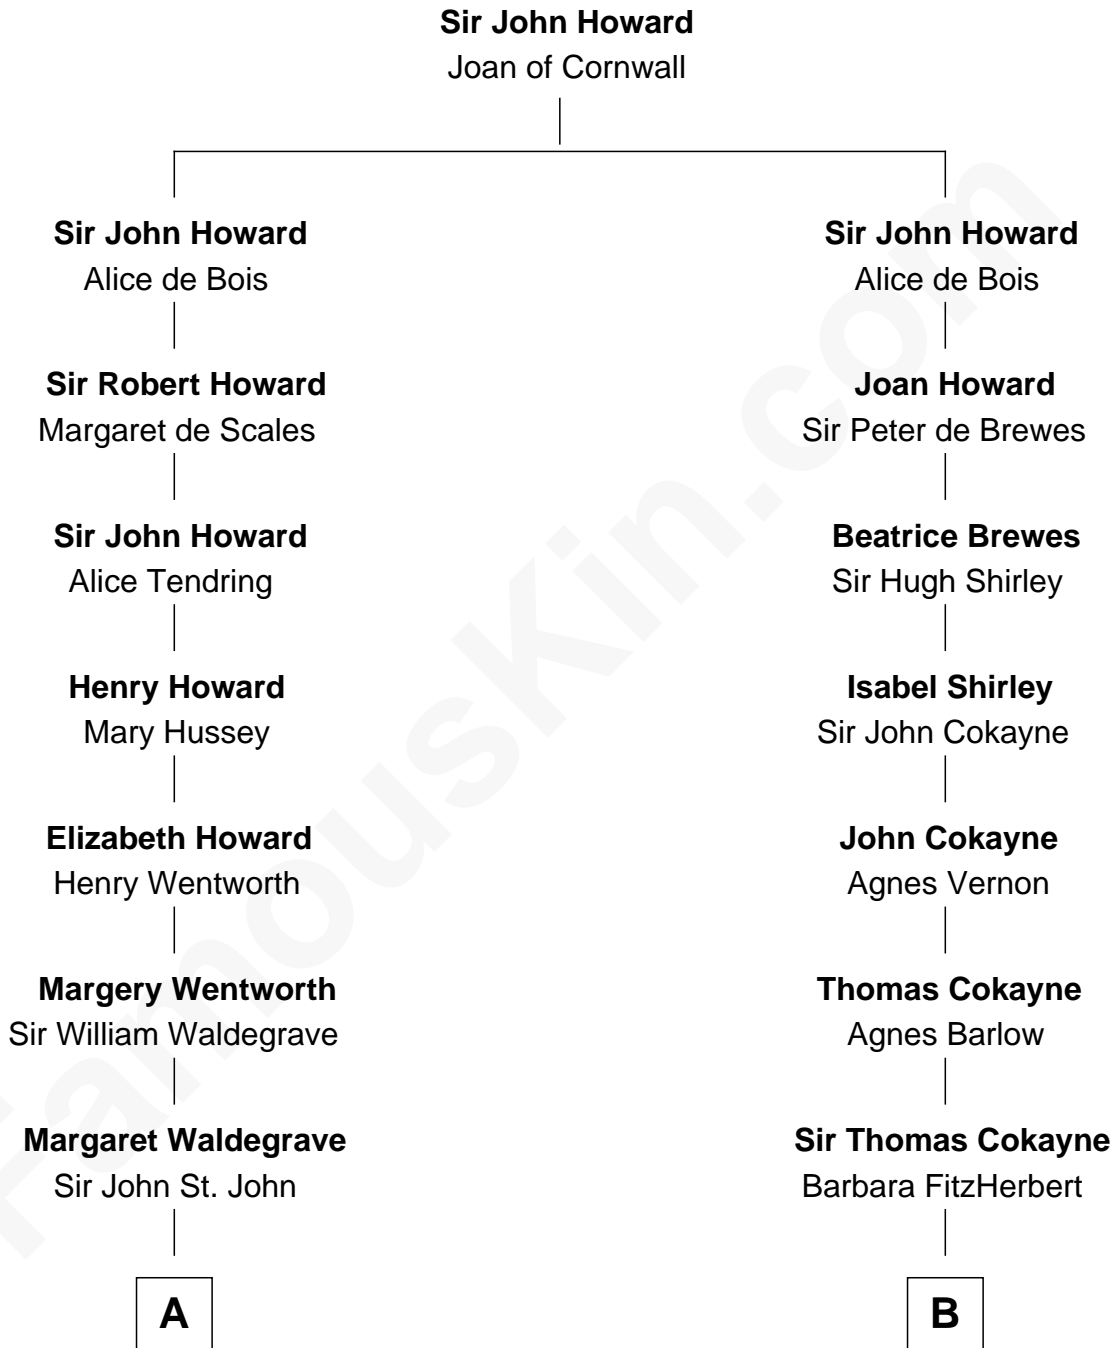 Sir John Howard
Joan of Cornwall
Sir John Howard
Alice de Bois
Sir Robert Howard
Margaret de Scales
Sir John Howard
Alice Tendring
Henry Howard
Mary Hussey
Elizabeth Howard
Henry Wentworth
Margery Wentworth
Sir William Waldegrave
Margaret Waldegrave
Sir John St. John
A
Sir John Howard
Alice de Bois
Joan Howard
Sir Peter de Brewes
Beatrice Brewes
Sir Hugh Shirley
Isabel Shirley
Sir John Cokayne
John Cokayne
Agnes Vernon
Thomas Cokayne
Agnes Barlow
Sir Thomas Cokayne
Barbara FitzHerbert
B
FamousKin.com